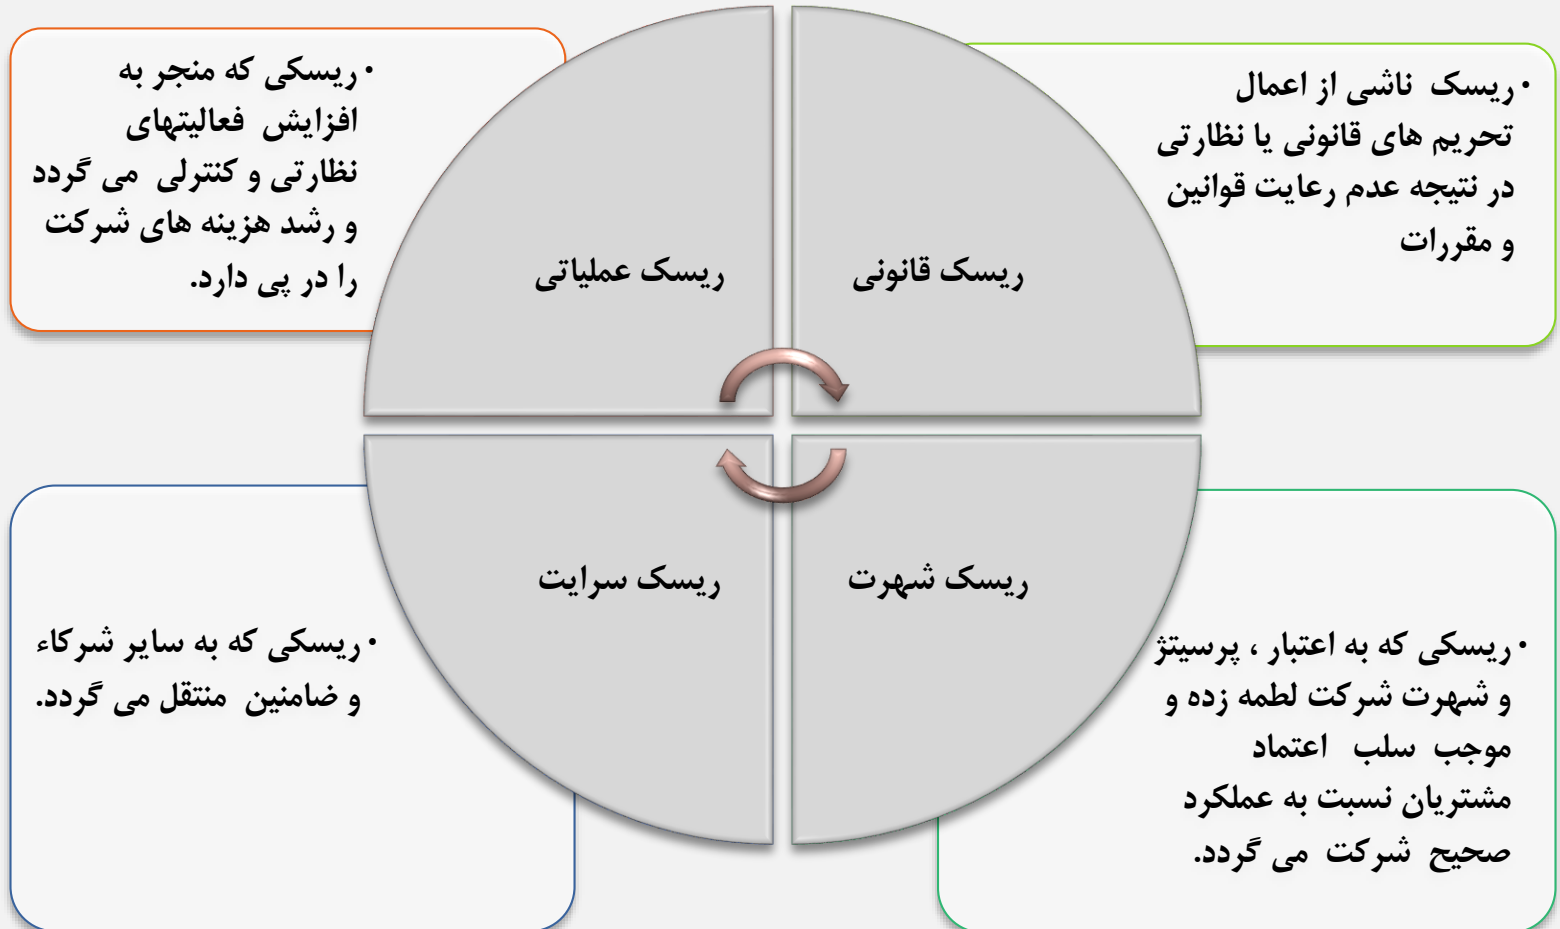 • ریسک ناشی از اعمال
تحریم های قانونی یا نظارتی
در نتیجه عدم رعایت قوانین
و مقررات
ریسک قانونی
ریسک عملیاتی
• ریسکی که منجر به
افزایش فعالیتهای
نظارتی و کنترلی می گردد
و رشد هزینه های شرکت
را در پی دارد.
ریسک شهرت
• ریسکی که به اعتبار ، پرسیتژ
و شهرت شرکت لطمه زده و
موجب سلب اعتماد
مشتریان نسبت به عملکرد
صحیح شرکت می گردد.
ریسک سرایت
• ریسکی که به سایر شرکاء
و ضامنین منتقل می گردد.